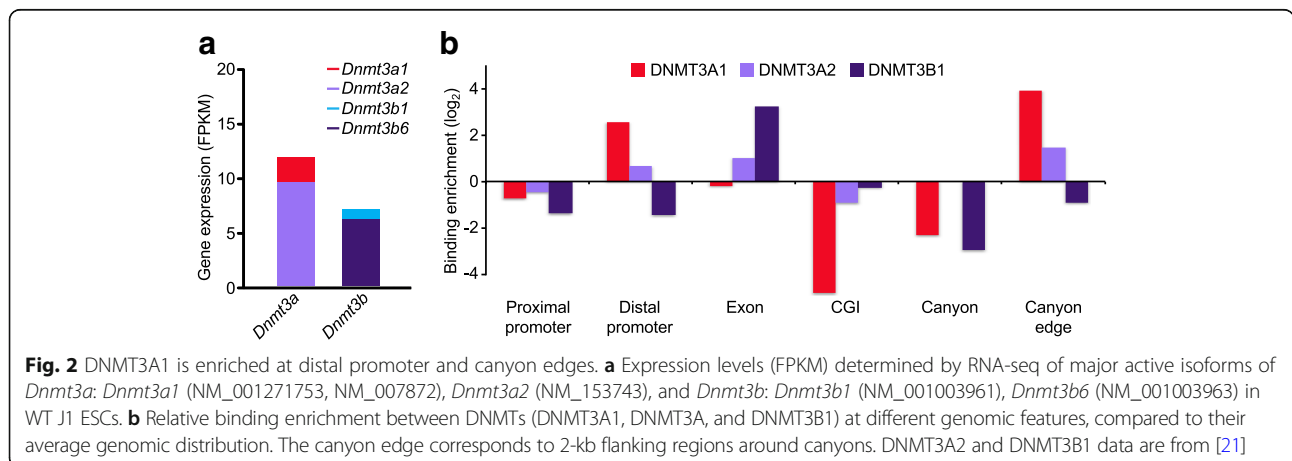 a
b
20
15
10
5
0
Gene expression (FPKM)
Dnmt3a1
Dnmt3a2
Dnmt3b1
Dnmt3b6
Dnmt3a
Dnmt3b
DNMT3A1 DNMT3A2 DNMT3B1
Binding enrichment (log2)
4
2
0
-2
-4
Proximal promoter
Distal promoter
Exon
CGI
Canyon
Canyon edge
Fig. 2 DNMT3A1 is enriched at distal promoter and canyon edges. a Expression levels (FPKM) determined by RNA-seq of major active isoforms of
Dnmt3a: Dnmt3a1 (NM_001271753, NM_007872), Dnmt3a2 (NM_153743), and Dnmt3b: Dnmt3b1 (NM_001003961), Dnmt3b6 (NM_001003963) in
WT J1 ESCs. b Relative binding enrichment between DNMTs (DNMT3A1, DNMT3A, and DNMT3B1) at different genomic features, compared to their
average genomic distribution. The canyon edge corresponds to 2-kb flanking regions around canyons. DNMT3A2 and DNMT3B1 data are from [21]